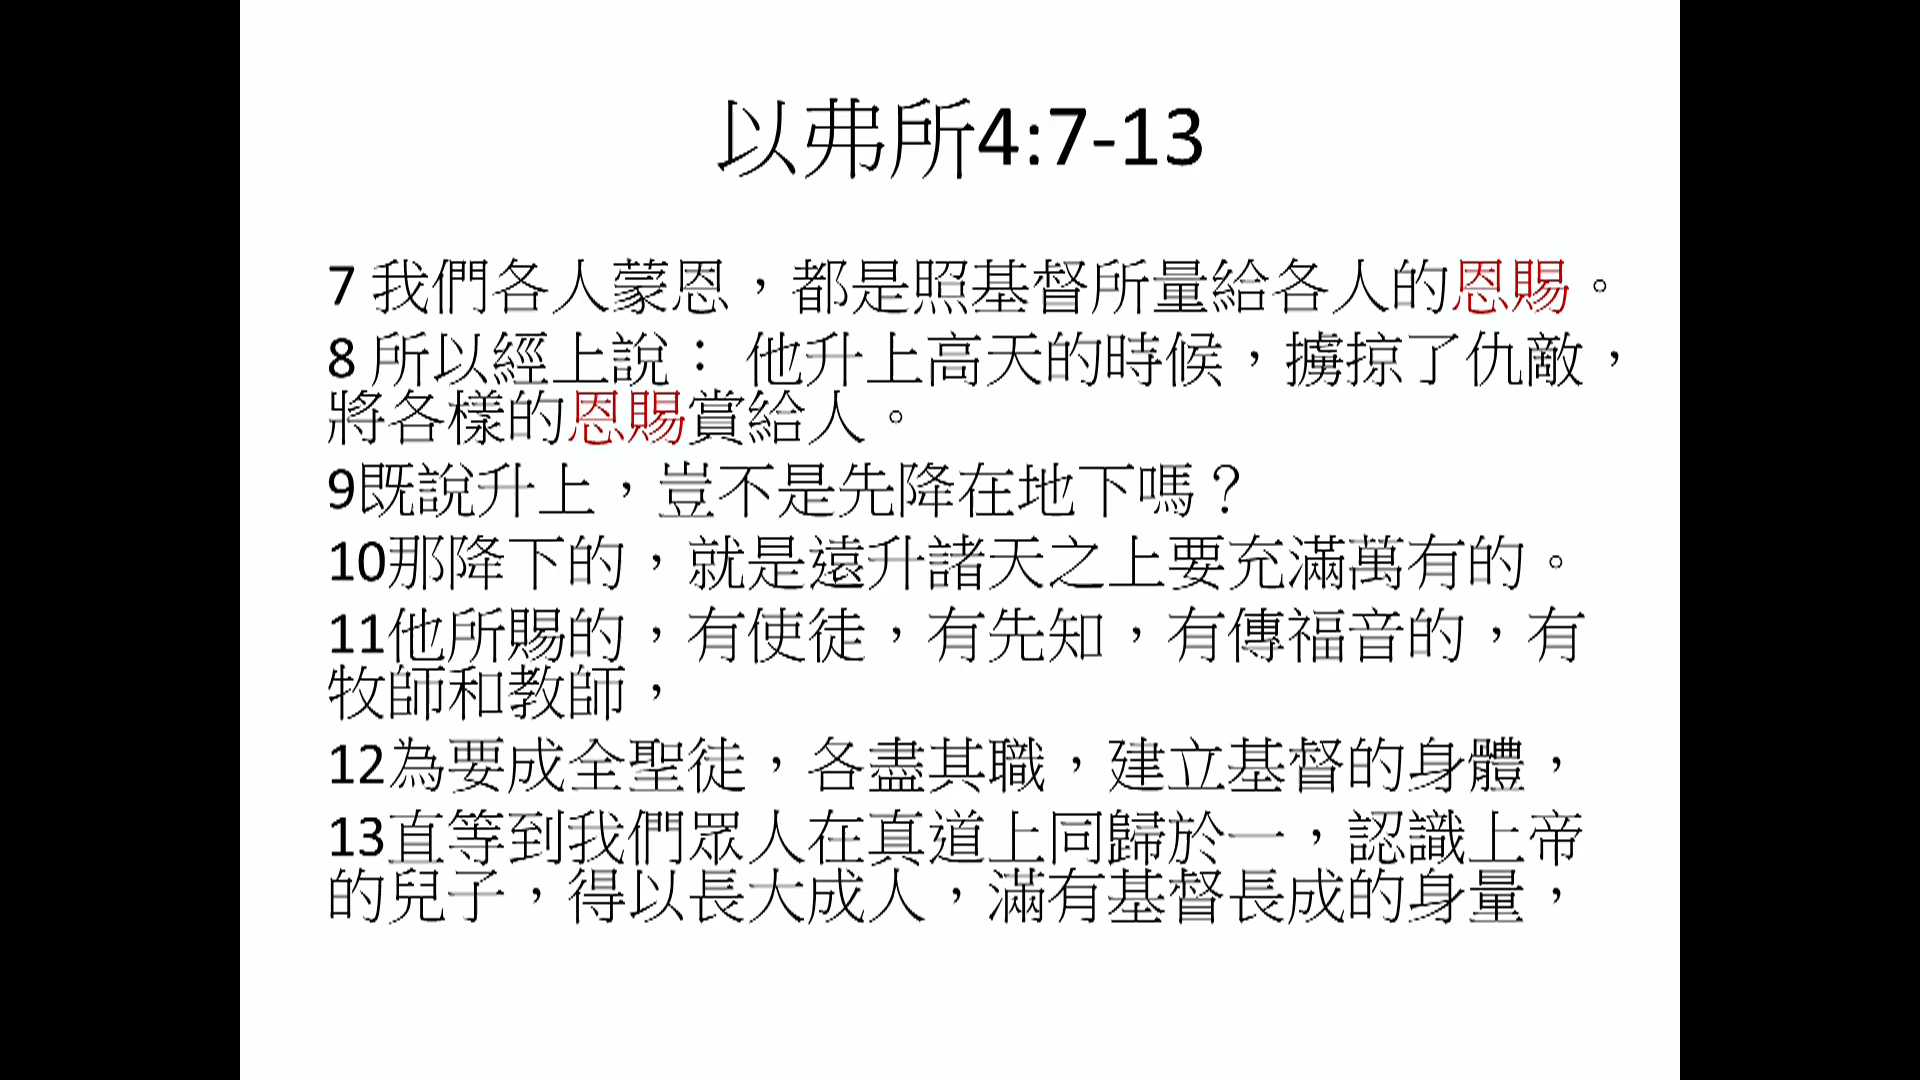 以弗所4:7-13
7 我們各人蒙恩，都是照基督所量給各人的恩賜。
8 所以經上說： 他升上高天的時候，擄掠了仇敵，
將各樣的恩賜賞給人。
9既說升上，豈不是先降在地下嗎？
10那降下的，就是遠升諸天之上要充滿萬有的。
11他所賜的，有使徒，有先知，有傳福音的，有
牧師和教師，
12為要成全聖徒，各盡其職，建立基督的身體，
13直等到我們眾人在真道上同歸於一，認識上帝
的兒子，得以長大成人，滿有基督長成的身量，